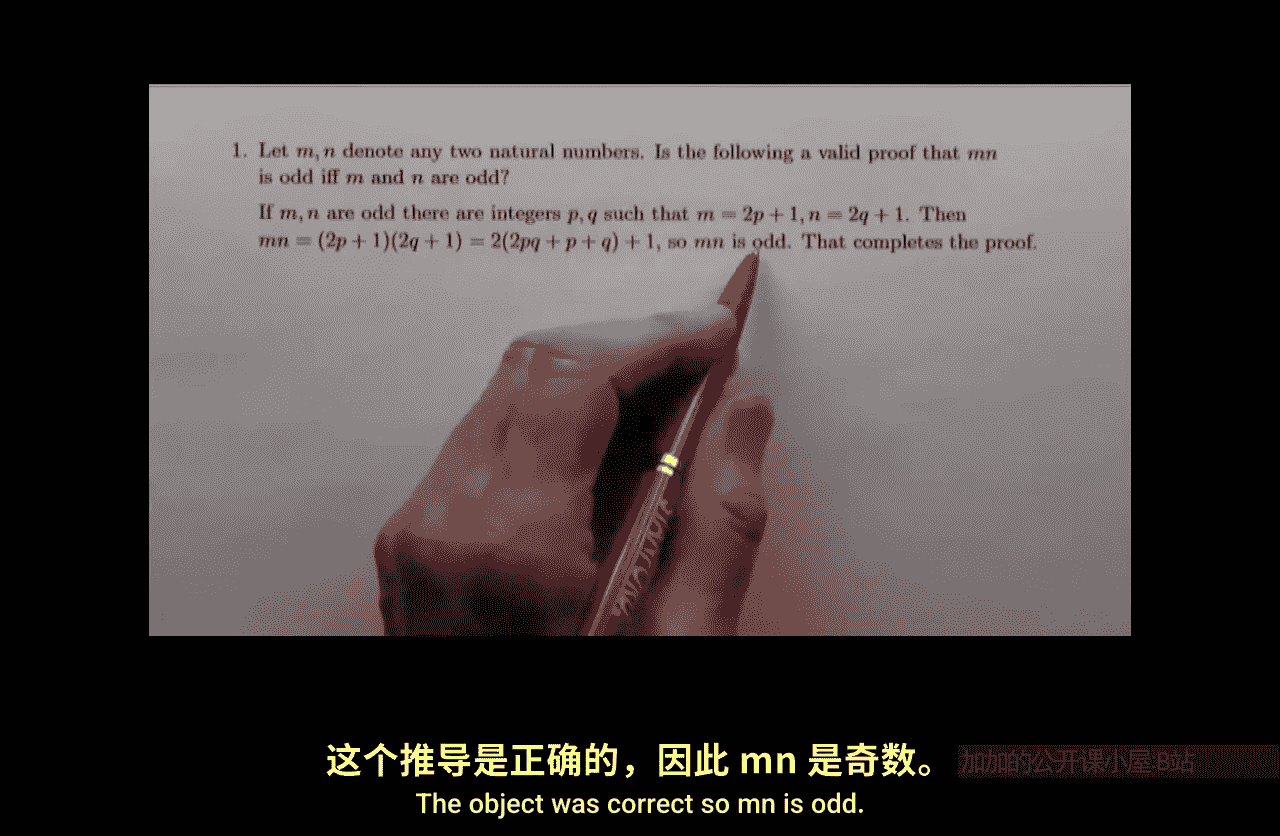 1. Let m, n denote any two natural numbers. Is the following a valid proof that mn
is odd iff m and n are odd?
If m, n are odd there are integers p, q such that m = 2p + 1, n = 2q + 1. Then
mn = (2p + 1)(2q + 1) = 2(2pq + p + q) + 1, so mn is odd. That completes the proof.
这个推导是正确的，因此 mn 是奇数。
加加的公开课小屋B站
The object was correct so mn is odd.